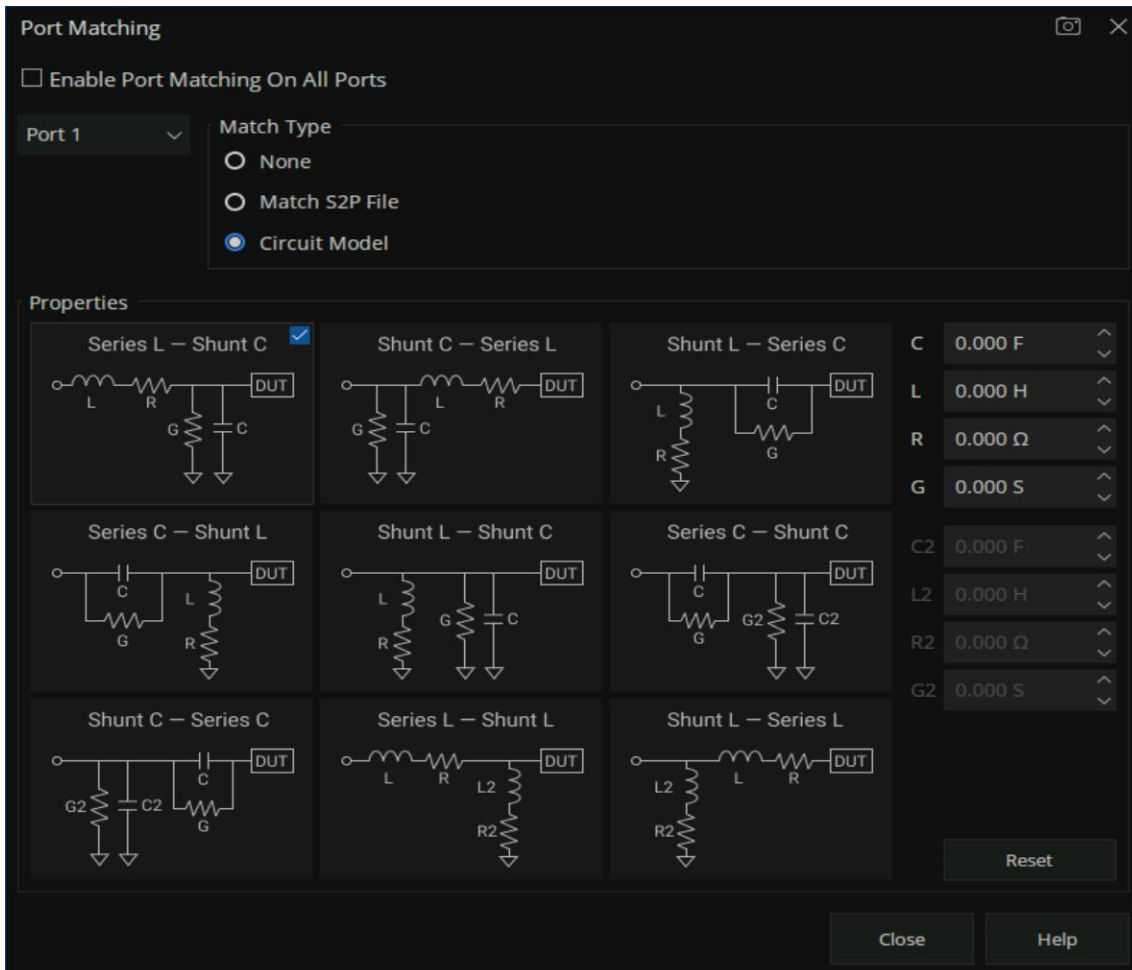 Port Matching
Enable Port Matching On All Ports
Port 1
Match Type
None
Match S2P File
Circuit Model
Properties
Series L — Shunt C
L
R
G
C
DUT
Shunt C — Series L
G
C
L
R
DUT
Shunt L — Series C
L
R
C
G
DUT
Series C — Shunt L
C
G
L
R
DUT
Shunt L — Shunt C
L
R
G
C
DUT
Series C — Shunt C
C
G
G2
C2
DUT
Shunt C — Series C
G2
C2
C
G
DUT
Series L — Shunt L
L
R
L2
R2
DUT
Shunt L — Series L
L2
R2
L
R
DUT
C 0.000 F
L 0.000 H
R 0.000 Ω
G 0.000 S
C2 0.000 F
L2 0.000 H
R2 0.000 Ω
G2 0.000 S
Reset
Close
Help